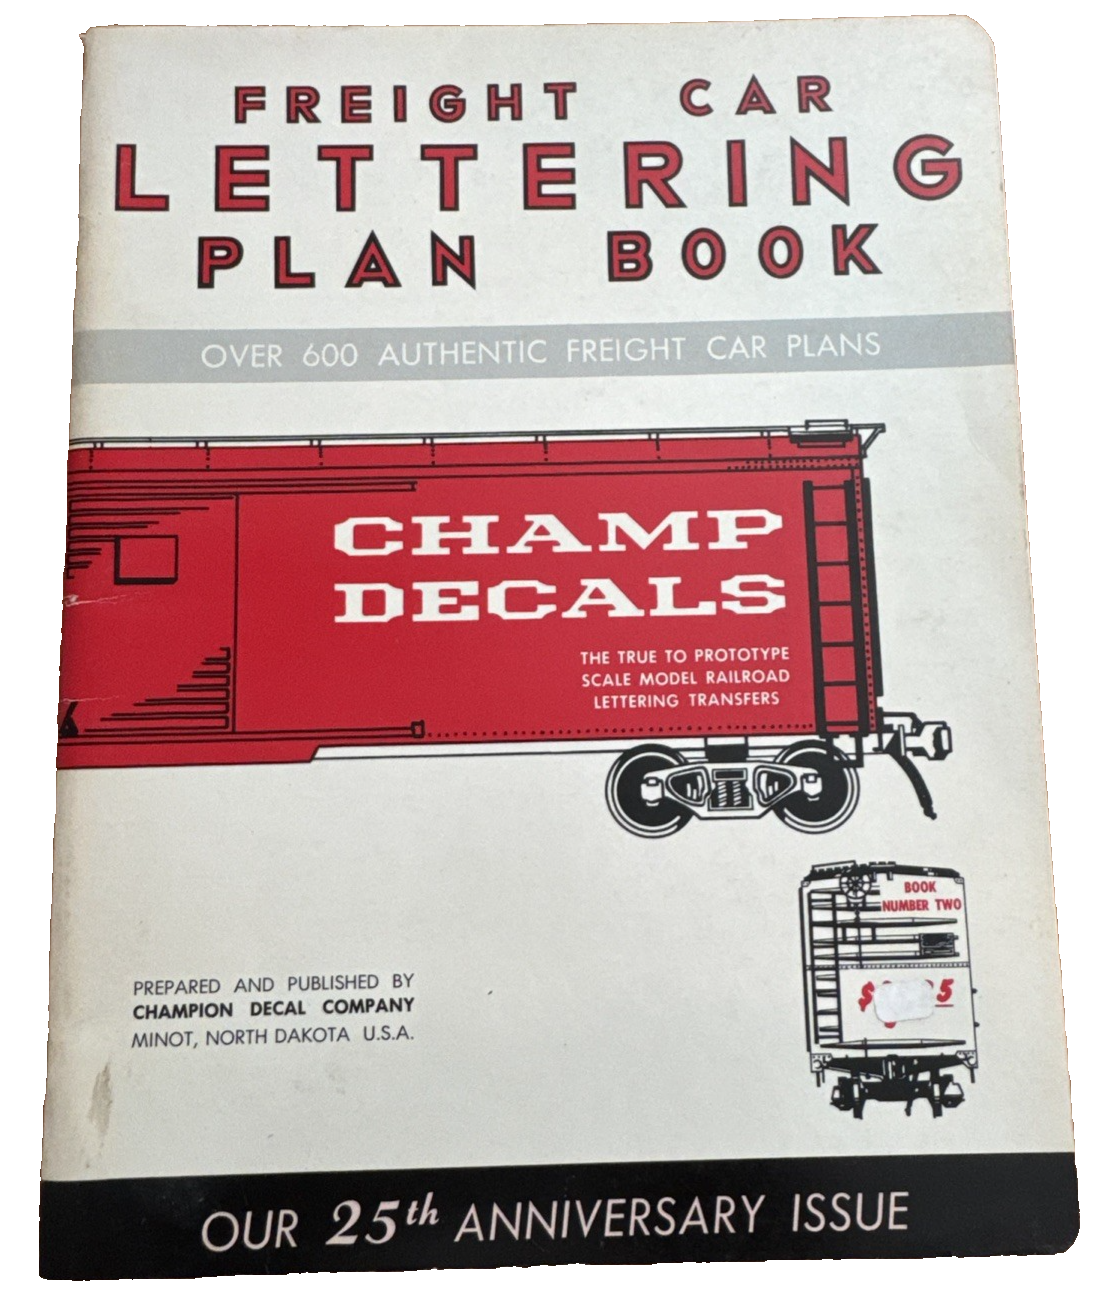 FREIGHT CAR
LETTERING
PLAN BOOK
OVER 600 AUTHENTIC FREIGHT CAR PLANS
CHAMP
DECALS
THE TRUE TO PROTOTYPE
SCALE MODEL RAILROAD
LETTERING TRANSFERS
BOOK
NUMBER TWO
PREPARED AND PUBLISHED BY
CHAMPION DECAL COMPANY
MINOT, NORTH DAKOTA U.S.A.
OUR 25th ANNIVERSARY ISSUE